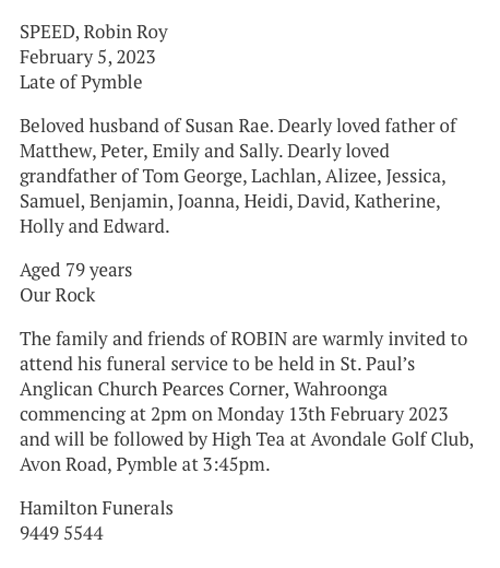 SPEED, Robin Roy
February 5, 2023
Late of Pymble
Beloved husband of Susan Rae. Dearly loved father of
Matthew, Peter, Emily and Sally. Dearly loved
grandfather of Tom George, Lachlan, Alizee, Jessica,
Samuel, Benjamin, Joanna, Heidi, David, Katherine,
Holly and Edward.
Aged 79 years
Our Rock
The family and friends of ROBIN are warmly invited to
attend his funeral service to be held in St. Paul’s
Anglican Church Pearces Corner, Wahroonga
commencing at 2pm on Monday 13th February 2023
and will be followed by High Tea at Avondale Golf Club,
Avon Road, Pymble at 3:45pm.
Hamilton Funerals
9449 5544